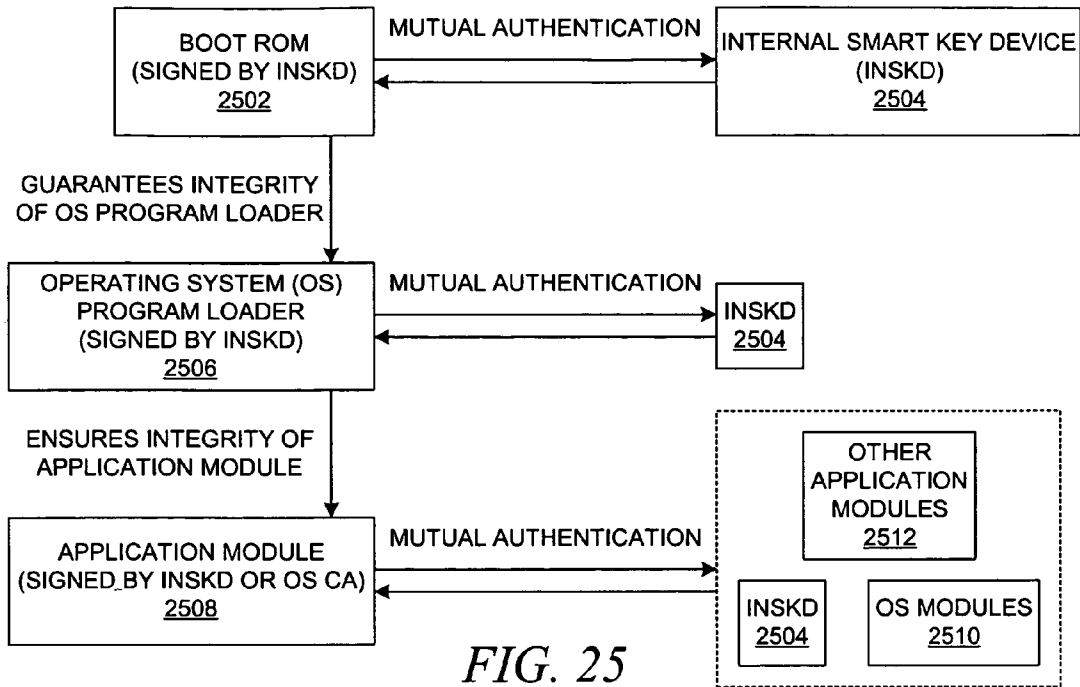 BOOT ROM
(SIGNED BY INSKD)
2502
MUTUAL AUTHENTICATION
INTERNAL SMART KEY DEVICE
(INSKD)
2504
GUARANTEES INTEGRITY
OF OS PROGRAM LOADER
OPERATING SYSTEM (OS)
PROGRAM LOADER
(SIGNED BY INSKD)
2506
MUTUAL AUTHENTICATION
INSKD
2504
ENSURES INTEGRITY OF
APPLICATION MODULE
APPLICATION MODULE
(SIGNED BY INSKD OR OS CA)
2508
MUTUAL AUTHENTICATION
OTHER
APPLICATION
MODULES
2512
INSKD
2504
OS MODULES
2510
FIG. 25